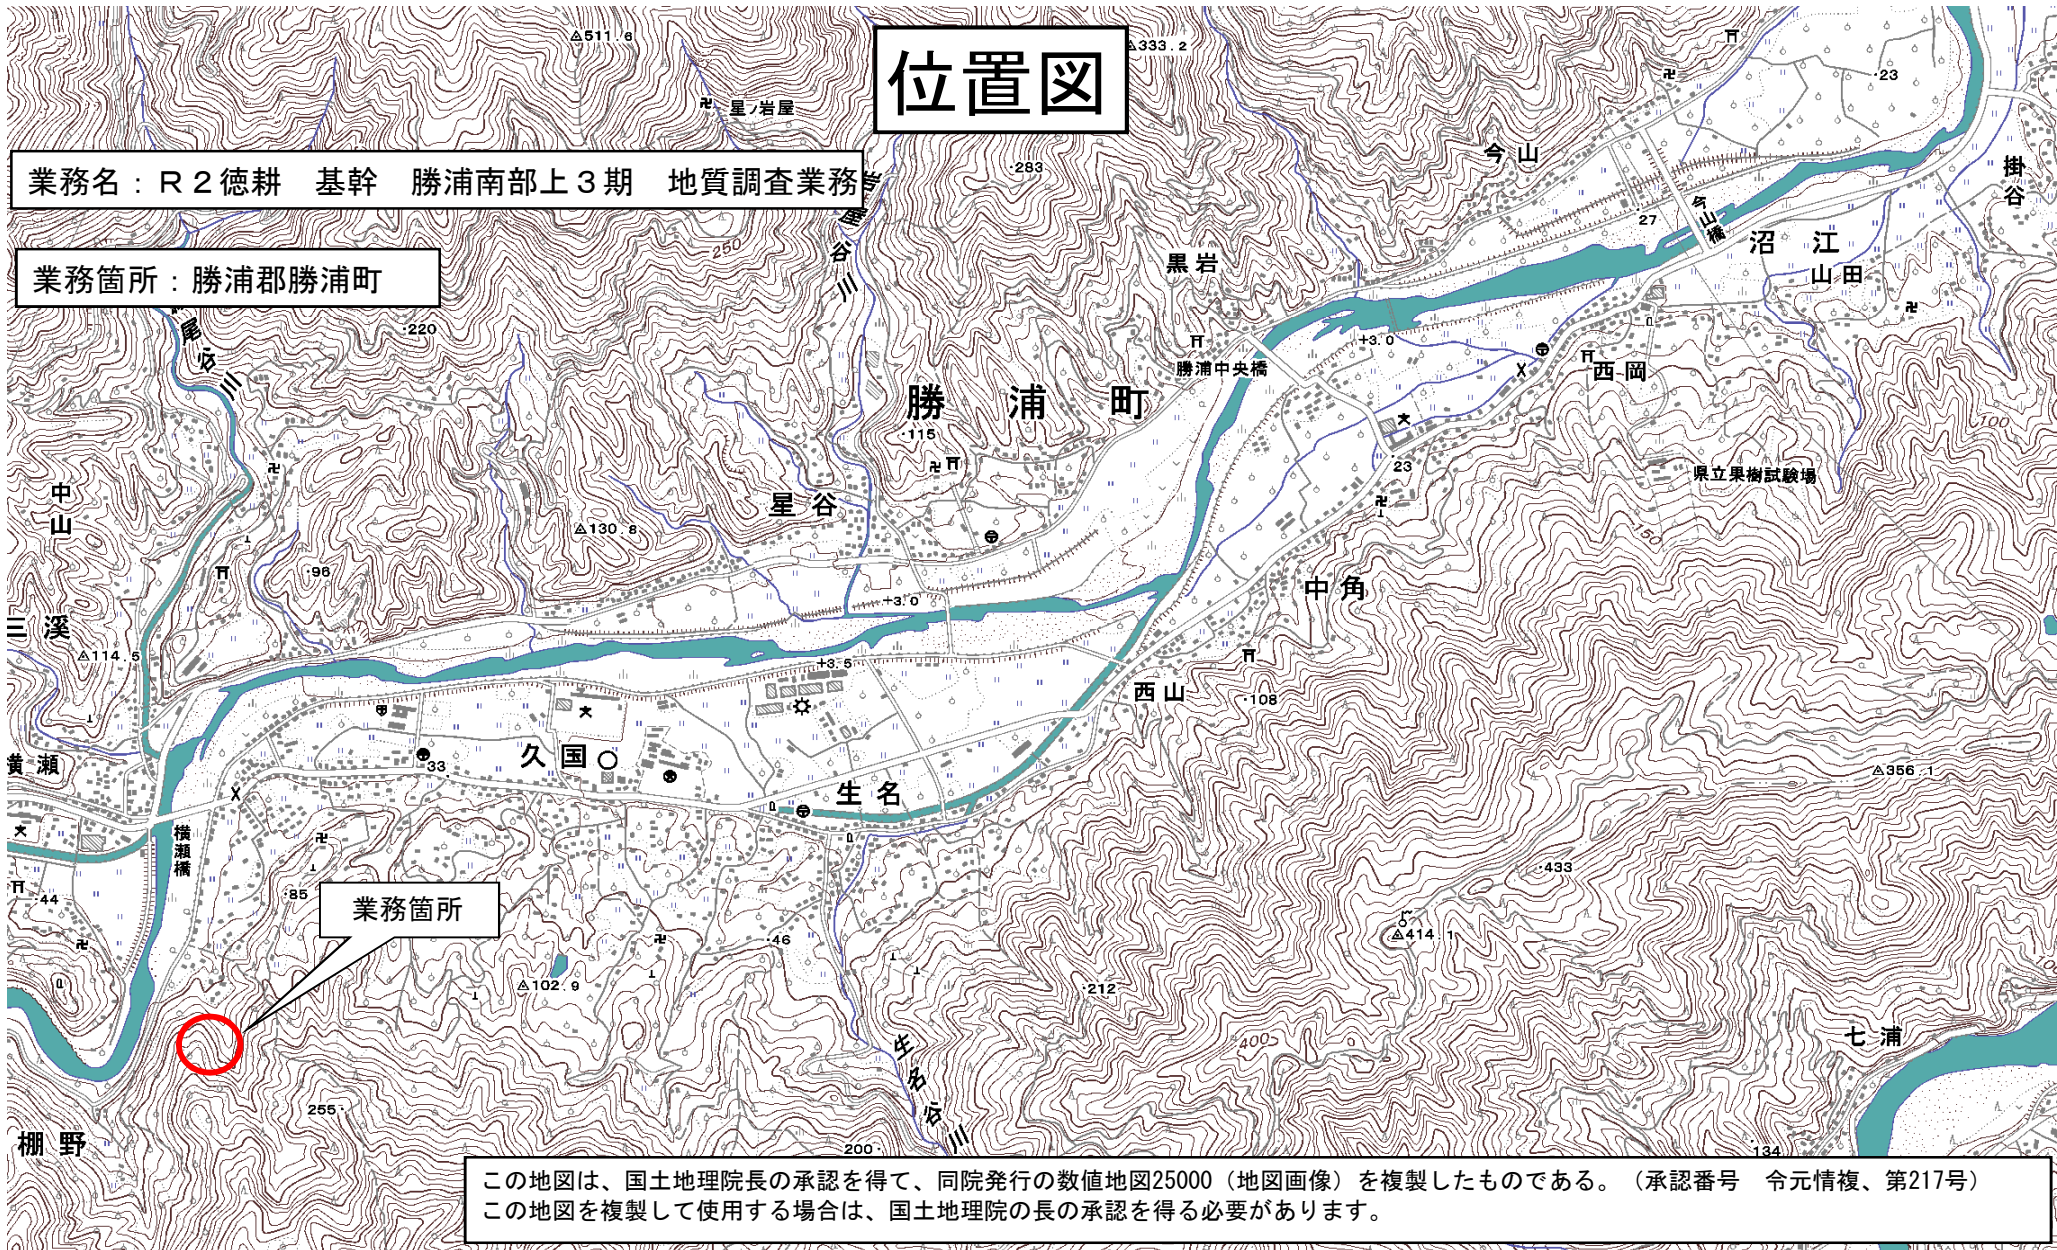 位置図
業務名：Ｒ２徳耕　基幹　勝浦南部上３期　地質調査業務
業務箇所：勝浦郡勝浦町
△511.6
△333.2
星ノ岩屋
・283
・23
今山
掛谷
・27
今山橋
沼江
山田
250
屋谷川
黒岩
・220
尾谷川
+3.0
勝浦中央橋
西岡
勝浦町
・115
100
・23
県立果樹試験場
中山
星谷
△130.8
150
・96
中角
+3.0
三溪
△114.5
+3.5
西山
・108
横瀬
久国
33
生名
△356.1
横瀬橋
・433
・85
・44
業務箇所
△414.1
・46
△102.9
・212
400
七浦
生名谷川
255・
棚野
200・
・134
この地図は、国土地理院長の承認を得て、同院発行の数値地図25000（地図画像）を複製したものである。（承認番号　令元情複、第217号）
この地図を複製して使用する場合は、国土地理院の長の承認を得る必要があります。